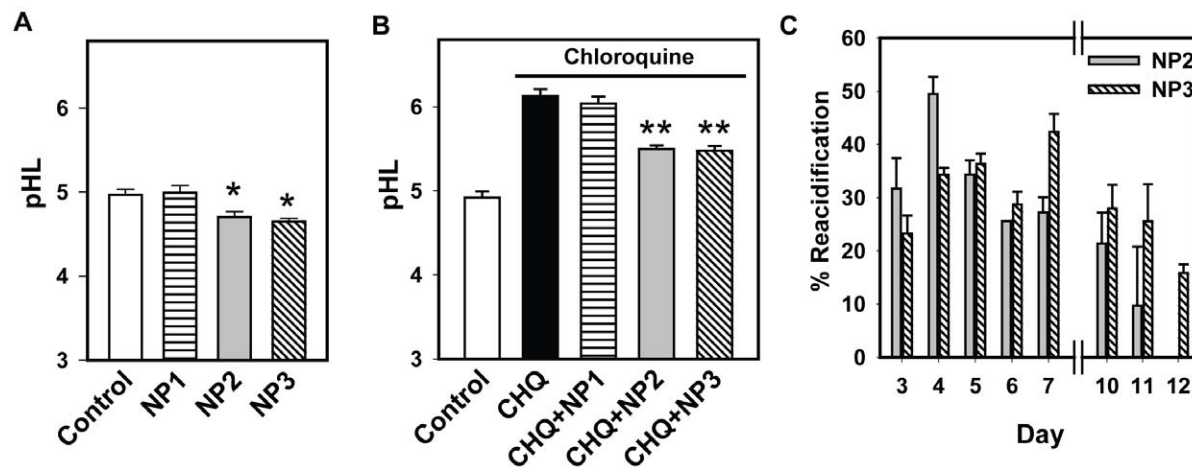 A
pHL
6
5
4
3
*
*
Control
NP1
NP2
NP3
B
Chloroquine
pHL
6
5
4
3
**
**
Control
CHQ
CHQ+NP1
CHQ+NP2
CHQ+NP3
C
NP2
NP3
% Reacidification
60
50
40
30
20
10
0
3 4 5 6 7 10 11 12
Day